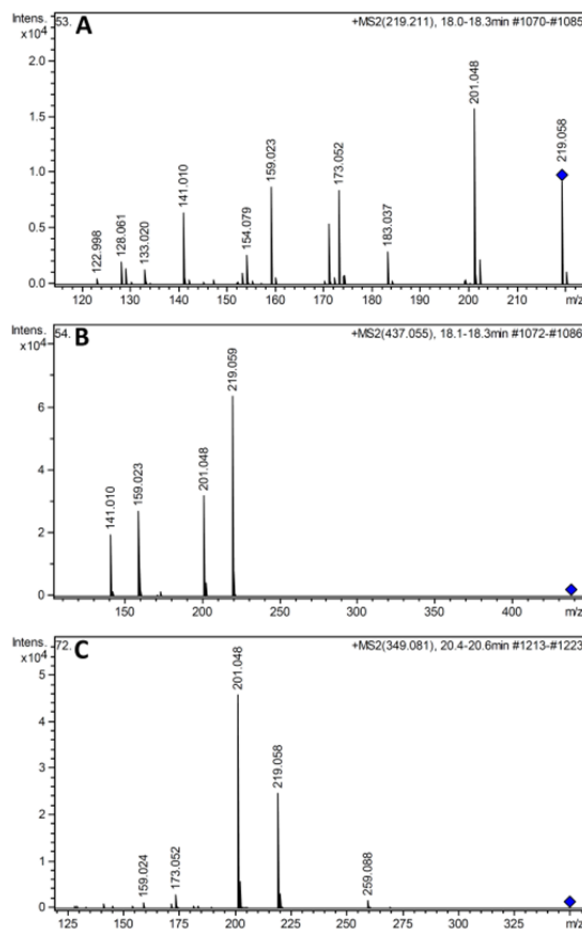 Intens.
x10⁴
53. A
+MS2(219.211), 18.0-18.3min #1070-#1085
2.0
1.5
1.0
0.5
0.0
122.998
128.061
133.020
141.010
154.079
159.023
173.052
183.037
201.048
219.058
120 130 140 150 160 170 180 190 200 210 m/z
Intens.
x10⁴
54. B
+MS2(437.055), 18.1-18.3min #1072-#1086
6
4
2
0
141.010
159.023
201.048
219.059
150 200 250 300 350 400 m/z
Intens.
x10⁴
72. C
+MS2(349.081), 20.4-20.6min #1213-#1223
5
4
3
2
1
0
159.024
173.052
201.048
219.058
259.088
125 150 175 200 225 250 275 300 325 m/z